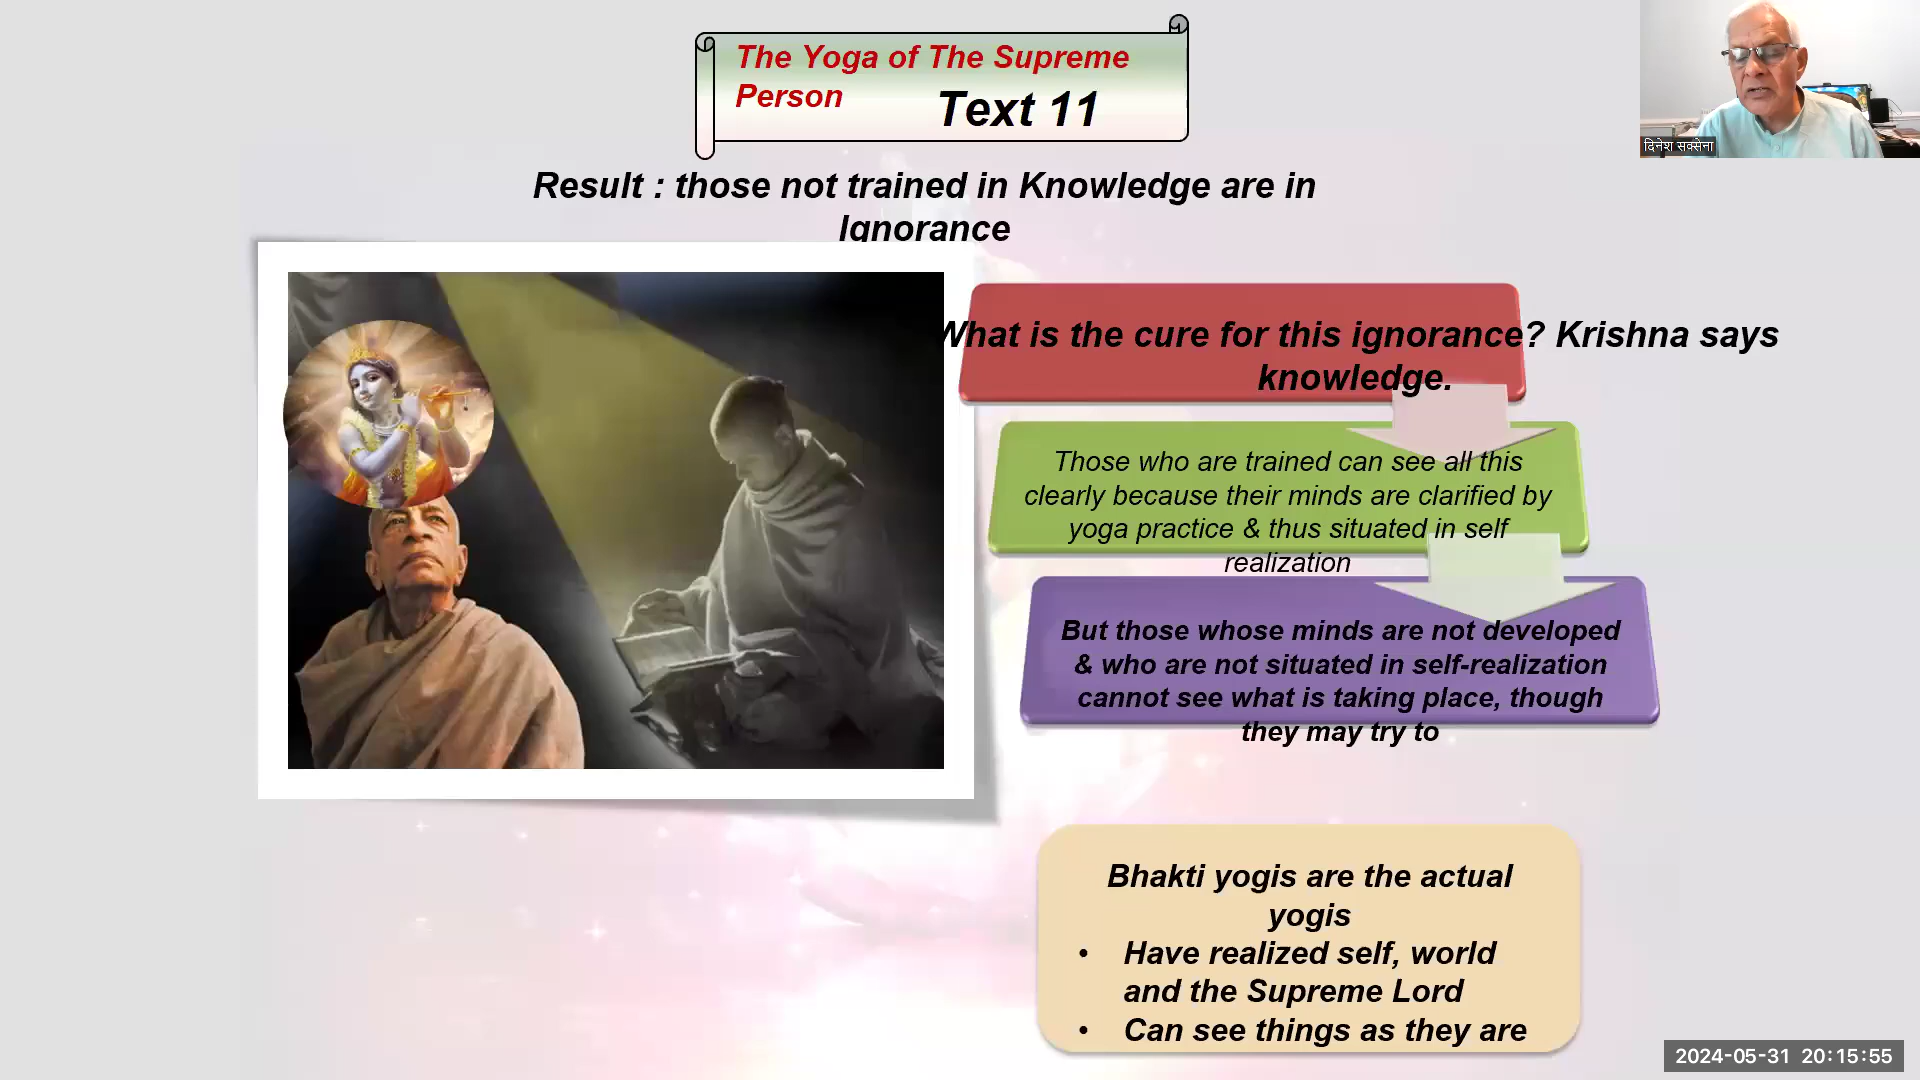 The Yoga of The Supreme
Person
Text 11
दिनेश सक्सेना
Result : those not trained in Knowledge are in
Ignorance
What is the cure for this ignorance? Krishna says
knowledge.
Those who are trained can see all this
clearly because their minds are clarified by
yoga practice & thus situated in self
realization
But those whose minds are not developed
& who are not situated in self-realization
cannot see what is taking place, though
they may try to
Bhakti yogis are the actual
yogis
• Have realized self, world
and the Supreme Lord
• Can see things as they are
2024-05-31 20:15:55